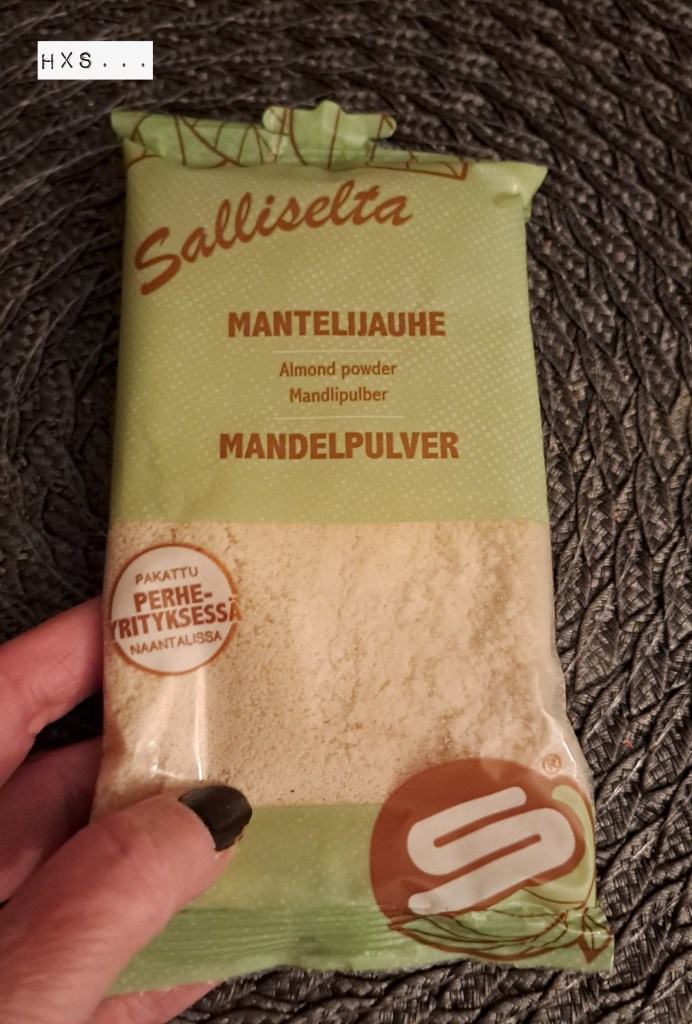 HXS...
Salliselta
MANTELIJAUHE
Almond powder
Mandlipulber
MANDELPULVER
PAKATTU
PERHE-
YRITYKSESSÄ
NAANTALISSA
S
®